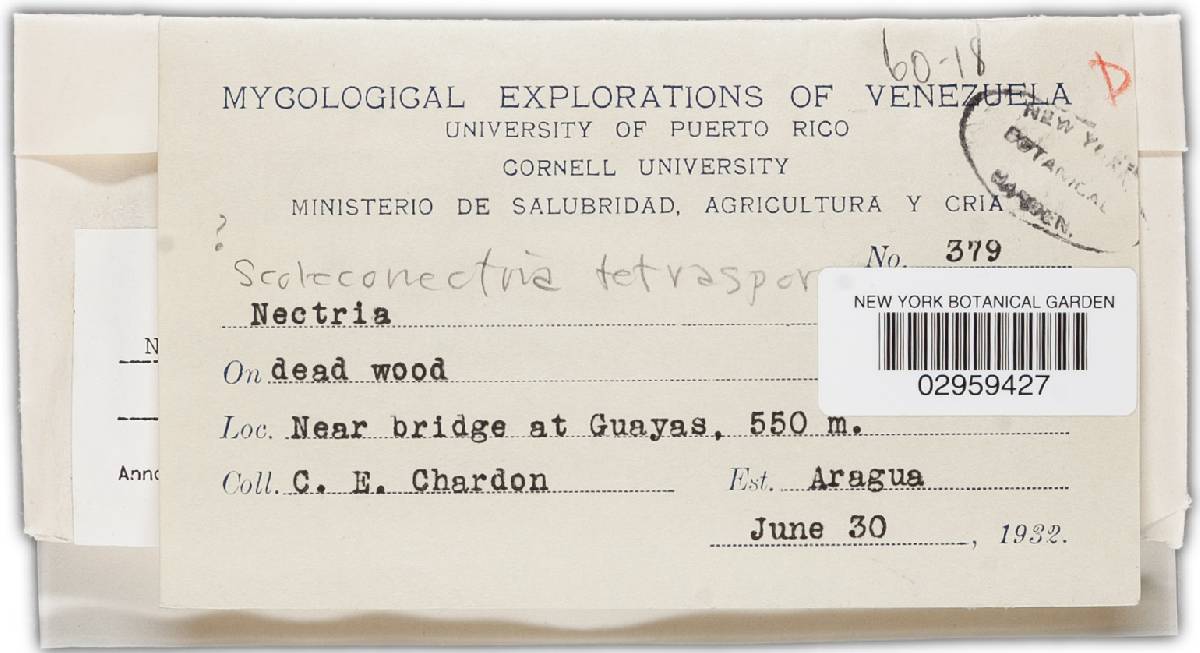 60-18
D
MYCOLOGICAL EXPLORATIONS OF VENEZUELA
UNIVERSITY OF PUERTO RICO
CORNELL UNIVERSITY
MINISTERIO DE SALUBRIDAD, AGRICULTURA Y CRIA
NEW YORK
BOTANICAL
GARDEN.
No. 379
? Scoleconectria tetraspor
Nectria
NEW YORK BOTANICAL GARDEN
02959427
On dead wood
Loc. Near bridge at Guayas, 550 m.
Coll. C. E. Chardon Est. Aragua
June 30, 1932.
N
Anno